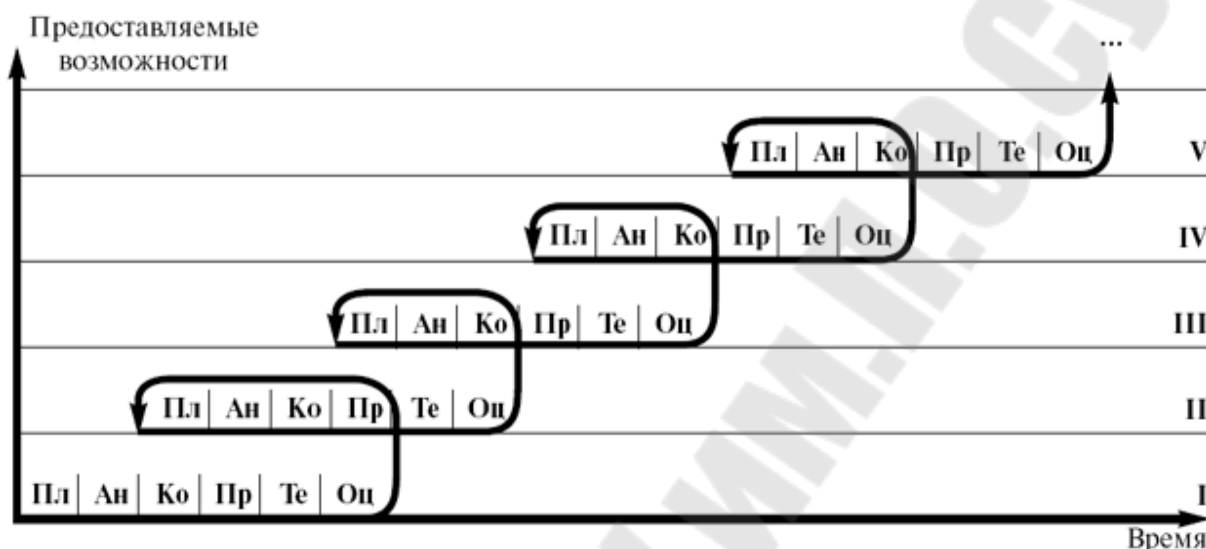 Предоставляемые
возможности
...
Пл Ан Ко Пр Те Оц V
Пл Ан Ко Пр Те Оц IV
Пл Ан Ко Пр Те Оц III
Пл Ан Ко Пр Те Оц II
Пл Ан Ко Пр Те Оц I
Время